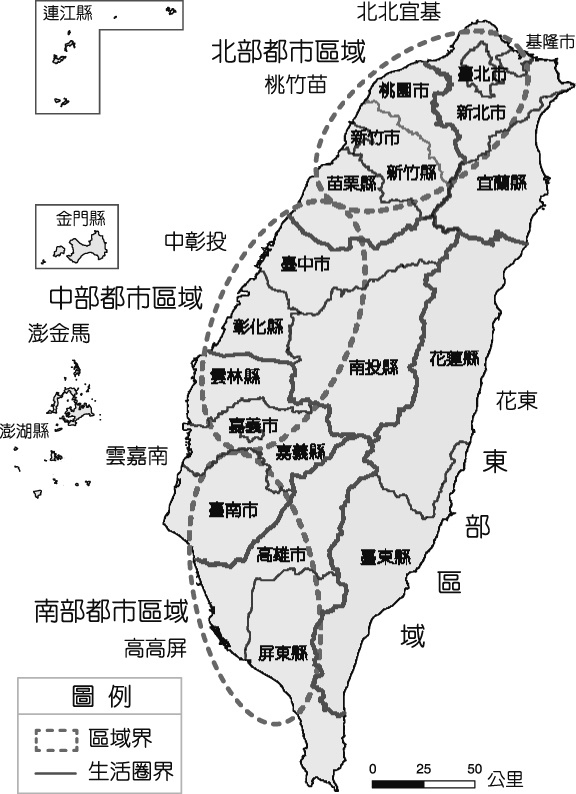 連江縣
北北宜基
北部都市區域
基隆市
桃竹苗
臺北市
桃園市
新北市
新竹市
新竹縣
苗栗縣
宜蘭縣
金門縣
中彰投
臺中市
中部都市區域
彰化縣
澎金馬
南投縣
花蓮縣
雲林縣
花東
嘉義市
澎湖縣
嘉義縣
雲嘉南
東部區域
臺南市
高雄市
臺東縣
南部都市區域
高高屏
屏東縣
圖例
區域界
生活圈界
0 25 50 公里